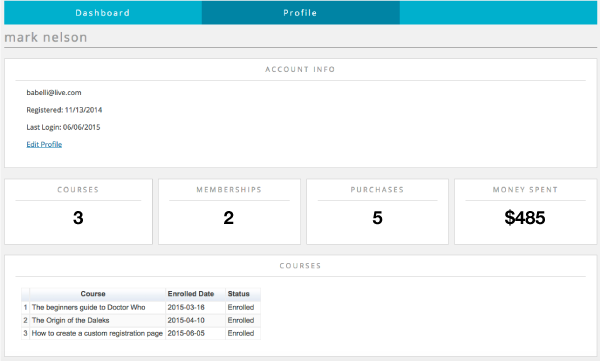 Dashboard Profile
mark nelson
ACCOUNT INFO
babelli@live.com
Registered: 11/13/2014
Last Login: 06/06/2015
Edit Profile
COURSES MEMBERSHIPS PURCHASES MONEY SPENT
3 2 5 $485
COURSES
Course Enrolled Date Status
1 The beginners guide to Doctor Who 2015-03-16 Enrolled
2 The Origin of the Daleks 2015-04-10 Enrolled
3 How to create a custom registration page 2015-06-05 Enrolled